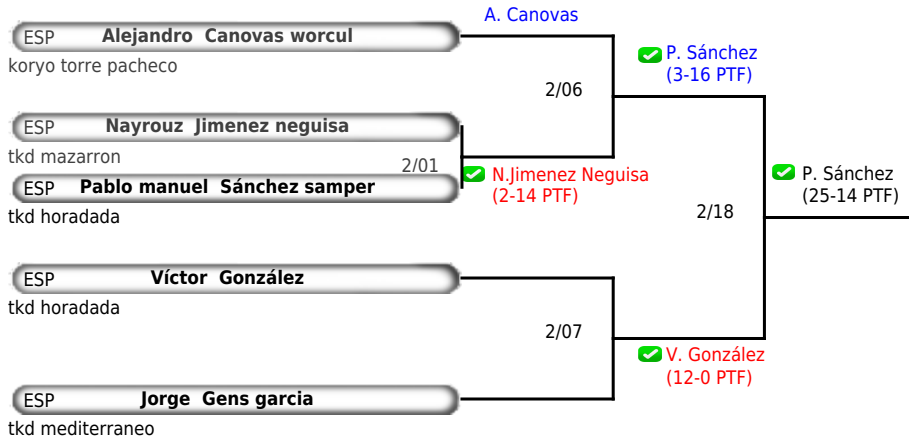 A. Canovas
ESP Alejandro Canovas worcul
koryo torre pacheco
P. Sánchez
(3-16 PTF)
2/06
ESP Nayrouz Jimenez neguisa
tkd mazarron
2/01
N.Jimenez Neguisa
(2-14 PTF)
ESP Pablo manuel Sánchez samper
tkd horadada
P. Sánchez
(25-14 PTF)
2/18
ESP Víctor González
tkd horadada
2/07
V. González
(12-0 PTF)
ESP Jorge Gens garcia
tkd mediterraneo